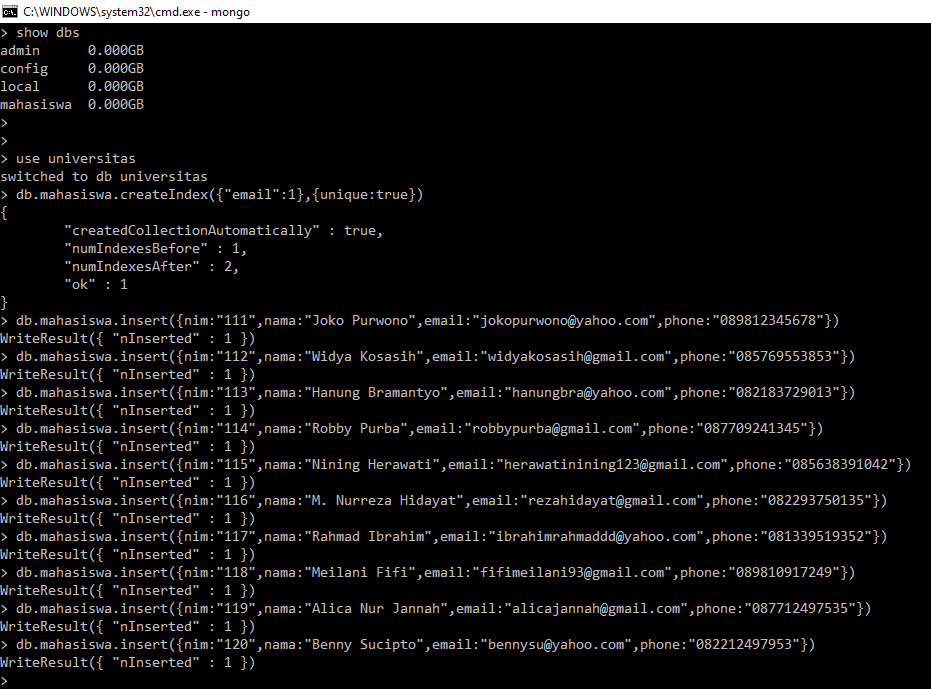 C:\WINDOWS\system32\cmd.exe - mongo
> show dbs
admin      0.000GB
config     0.000GB
local      0.000GB
mahasiswa  0.000GB
>
>
> use universitas
switched to db universitas
> db.mahasiswa.createIndex({"email":1},{unique:true})
{
        "createdCollectionAutomatically" : true,
        "numIndexesBefore" : 1,
        "numIndexesAfter" : 2,
        "ok" : 1
}
> db.mahasiswa.insert({nim:"111",nama:"Joko Purwono",email:"jokopurwono@yahoo.com",phone:"089812345678"})
WriteResult({ "nInserted" : 1 })
> db.mahasiswa.insert({nim:"112",nama:"Widya Kosasih",email:"widyakosasih@gmail.com",phone:"085769553853"})
WriteResult({ "nInserted" : 1 })
> db.mahasiswa.insert({nim:"113",nama:"Hanung Bramantyo",email:"hanungbra@yahoo.com",phone:"082183729013"})
WriteResult({ "nInserted" : 1 })
> db.mahasiswa.insert({nim:"114",nama:"Robby Purba",email:"robbypurba@gmail.com",phone:"087709241345"})
WriteResult({ "nInserted" : 1 })
> db.mahasiswa.insert({nim:"115",nama:"Nining Herawati",email:"herawatinining123@gmail.com",phone:"085638391042"})
WriteResult({ "nInserted" : 1 })
> db.mahasiswa.insert({nim:"116",nama:"M. Nurreza Hidayat",email:"rezahidayat@gmail.com",phone:"082293750135"})
WriteResult({ "nInserted" : 1 })
> db.mahasiswa.insert({nim:"117",nama:"Rahmad Ibrahim",email:"ibrahimrahmaddd@yahoo.com",phone:"081339519352"})
WriteResult({ "nInserted" : 1 })
> db.mahasiswa.insert({nim:"118",nama:"Meilani Fifi",email:"fifimeilani93@gmail.com",phone:"089810917249"})
WriteResult({ "nInserted" : 1 })
> db.mahasiswa.insert({nim:"119",nama:"Alica Nur Jannah",email:"alicajannah@gmail.com",phone:"087712497535"})
WriteResult({ "nInserted" : 1 })
> db.mahasiswa.insert({nim:"120",nama:"Benny Sucipto",email:"bennysu@yahoo.com",phone:"082212497953"})
WriteResult({ "nInserted" : 1 })
>